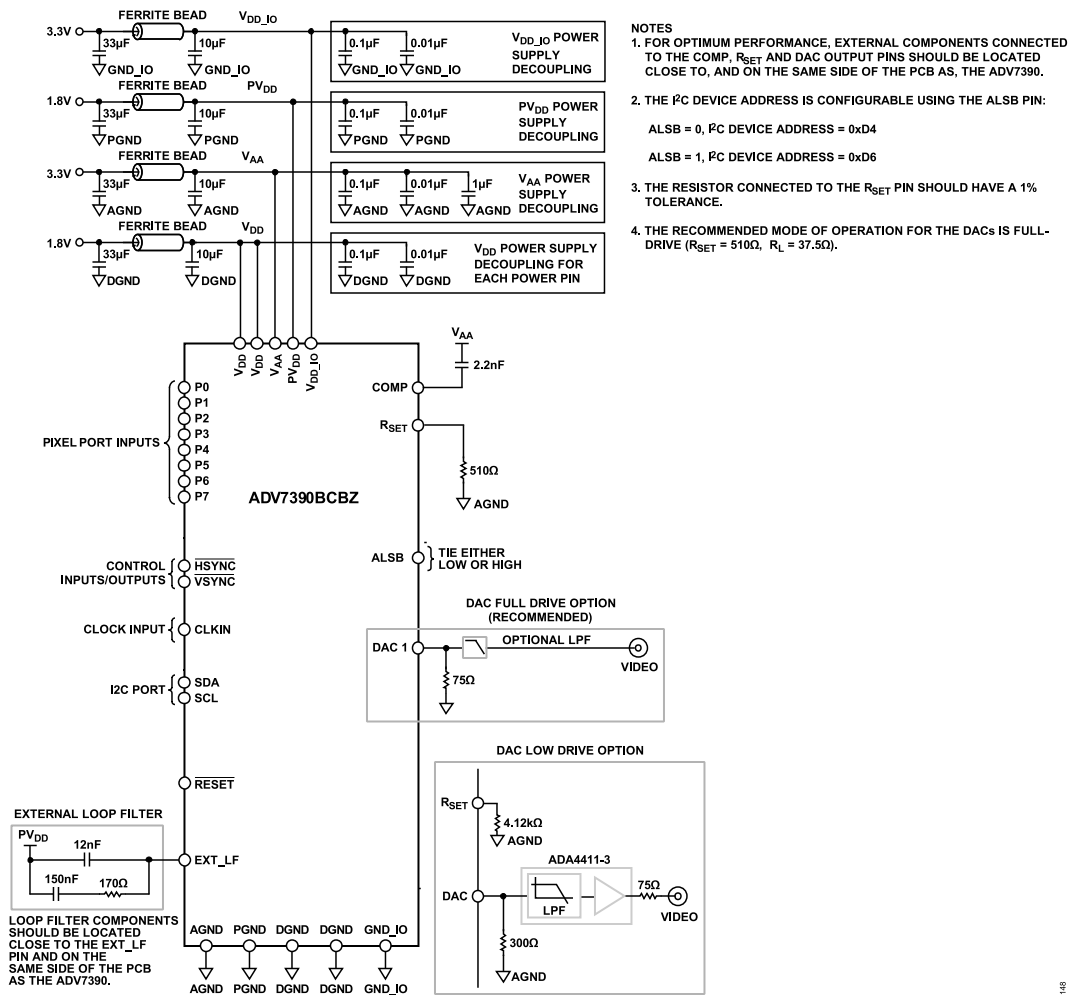 FERRITE BEAD
V_DD_IO
3.3V
33µF
10µF
GND_IO
GND_IO
0.1µF
0.01µF
GND_IO
GND_IO
V_DD_IO POWER
SUPPLY
DECOUPLING
FERRITE BEAD
PV_DD
1.8V
33µF
10µF
PGND
PGND
0.1µF
0.01µF
PGND
PGND
PV_DD POWER
SUPPLY
DECOUPLING
FERRITE BEAD
V_AA
3.3V
33µF
10µF
AGND
AGND
0.1µF
0.01µF
1µF
AGND
AGND
AGND
V_AA POWER
SUPPLY
DECOUPLING
FERRITE BEAD
V_DD
1.8V
33µF
10µF
DGND
DGND
0.1µF
0.01µF
DGND
DGND
V_DD POWER SUPPLY
DECOUPLING FOR
EACH POWER PIN
NOTES
1. FOR OPTIMUM PERFORMANCE, EXTERNAL COMPONENTS CONNECTED
TO THE COMP, R_SET AND DAC OUTPUT PINS SHOULD BE LOCATED
CLOSE TO, AND ON THE SAME SIDE OF THE PCB AS, THE ADV7390.
2. THE I²C DEVICE ADDRESS IS CONFIGURABLE USING THE ALSB PIN:
ALSB = 0, I²C DEVICE ADDRESS = 0xD4
ALSB = 1, I²C DEVICE ADDRESS = 0xD6
3. THE RESISTOR CONNECTED TO THE R_SET PIN SHOULD HAVE A 1%
TOLERANCE.
4. THE RECOMMENDED MODE OF OPERATION FOR THE DACs IS FULL-
DRIVE (R_SET = 510Ω, R_L = 37.5Ω).
V_DD
V_DD
V_AA
PV_DD
V_DD_IO
V_AA
2.2nF
COMP
R_SET
510Ω
AGND
PIXEL PORT INPUTS
P0
P1
P2
P3
P4
P5
P6
P7
ADV7390BCBZ
ALSB
TIE EITHER
LOW OR HIGH
CONTROL
INPUTS/OUTPUTS
HSYNC
VSYNC
CLOCK INPUT
CLKIN
I2C PORT
SDA
SCL
RESET
DAC FULL DRIVE OPTION
(RECOMMENDED)
DAC 1
OPTIONAL LPF
75Ω
VIDEO
DAC LOW DRIVE OPTION
R_SET
4.12kΩ
AGND
ADA4411-3
DAC
LPF
75Ω
VIDEO
300Ω
AGND
EXTERNAL LOOP FILTER
PV_DD
12nF
150nF
170Ω
EXT_LF
LOOP FILTER COMPONENTS
SHOULD BE LOCATED
CLOSE TO THE EXT_LF
PIN AND ON THE
SAME SIDE OF THE PCB
AS THE ADV7390.
AGND
PGND
DGND
DGND
GND_IO
AGND
PGND
DGND
DGND
GND_IO
148